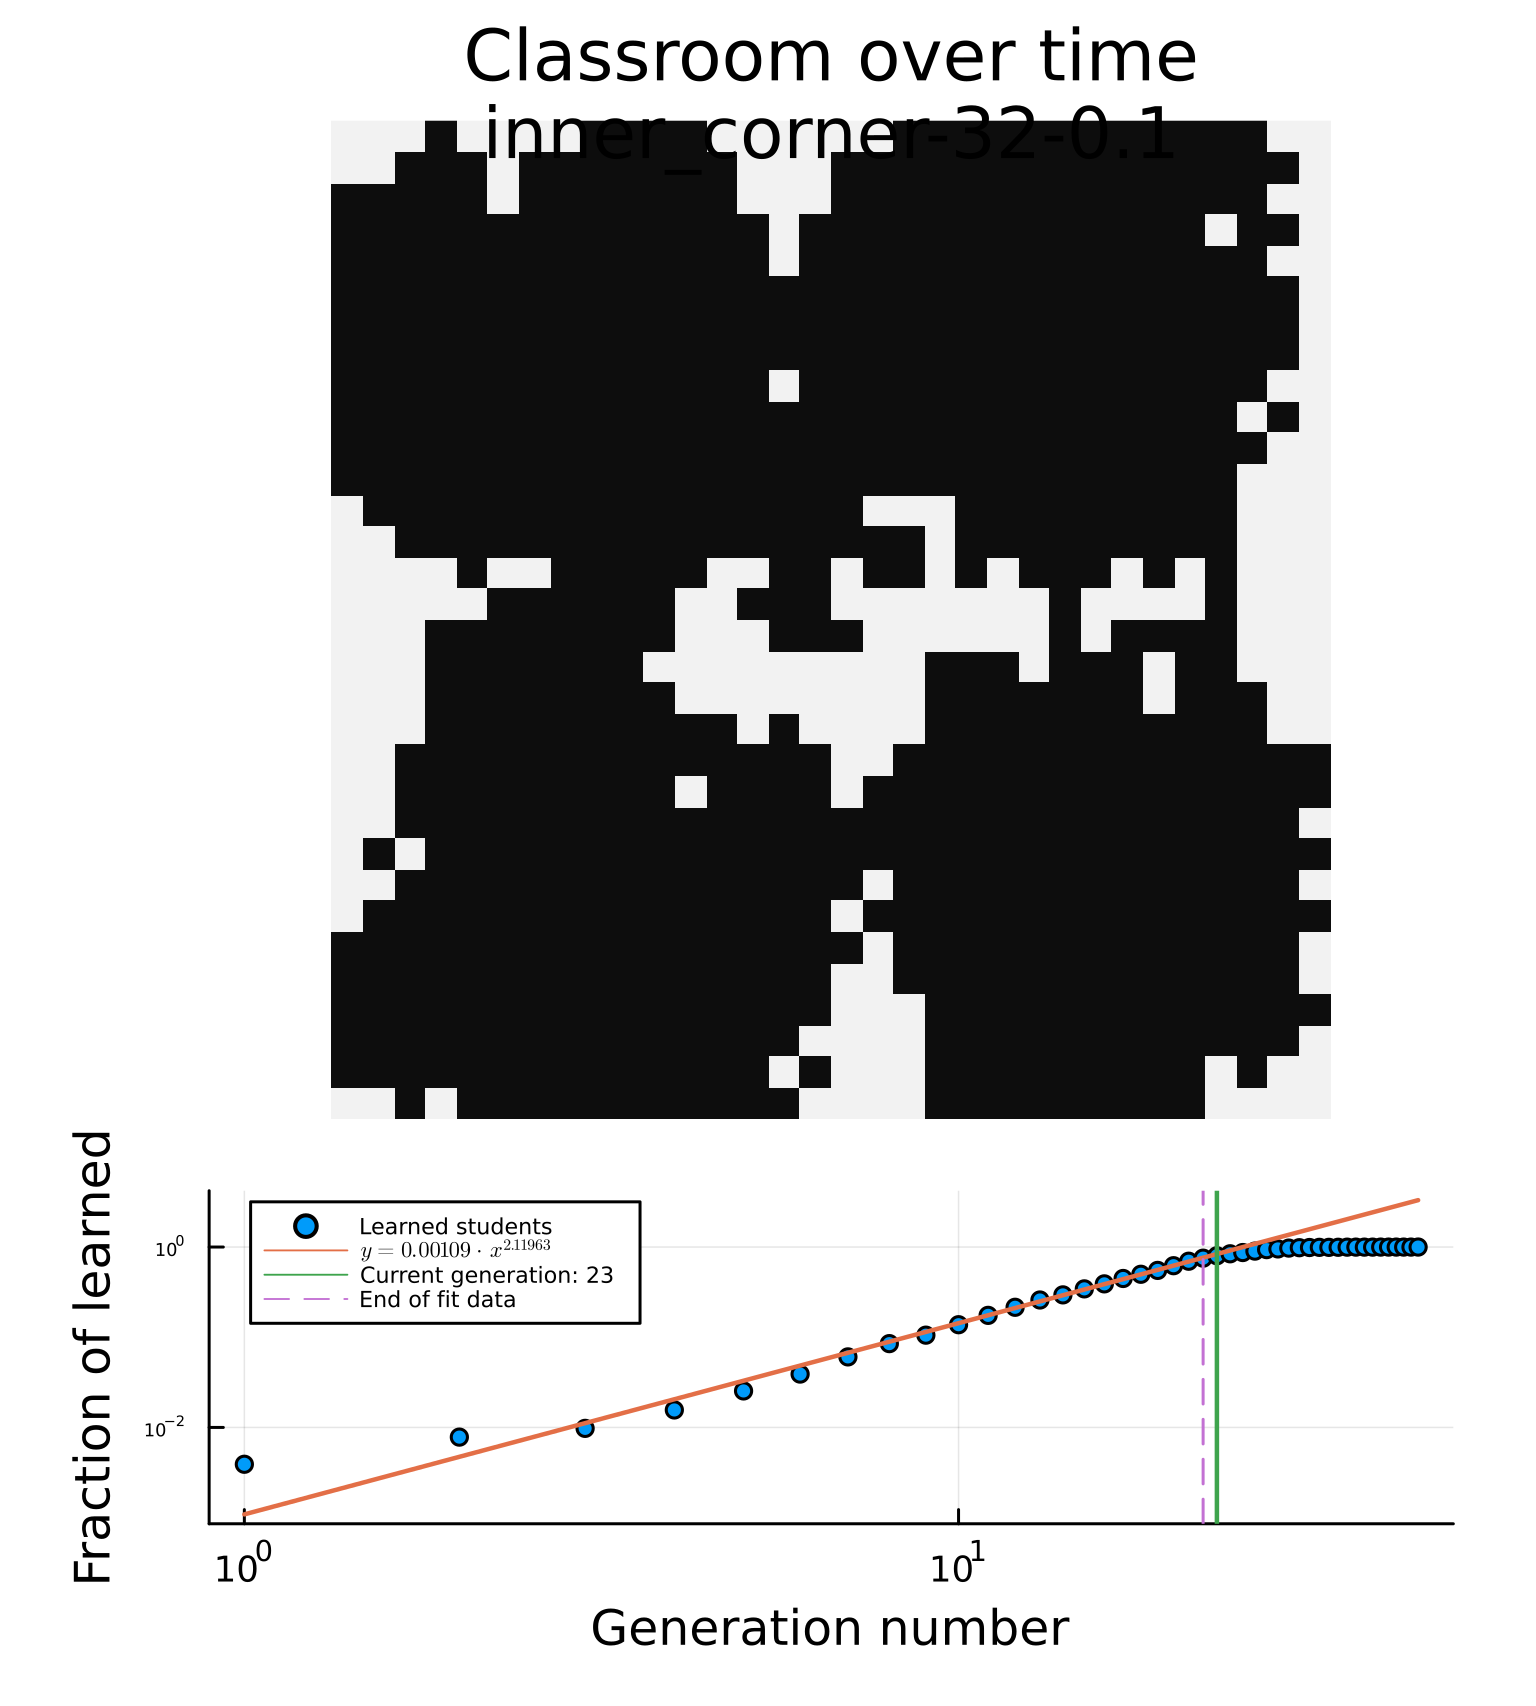 Classroom over time
inner_corner-32-0.1
Fraction of learned
10⁰
10⁻²
Learned students
y = 0.00109 · x^2.11963
Current generation: 23
End of fit data
10⁰
10¹
Generation number